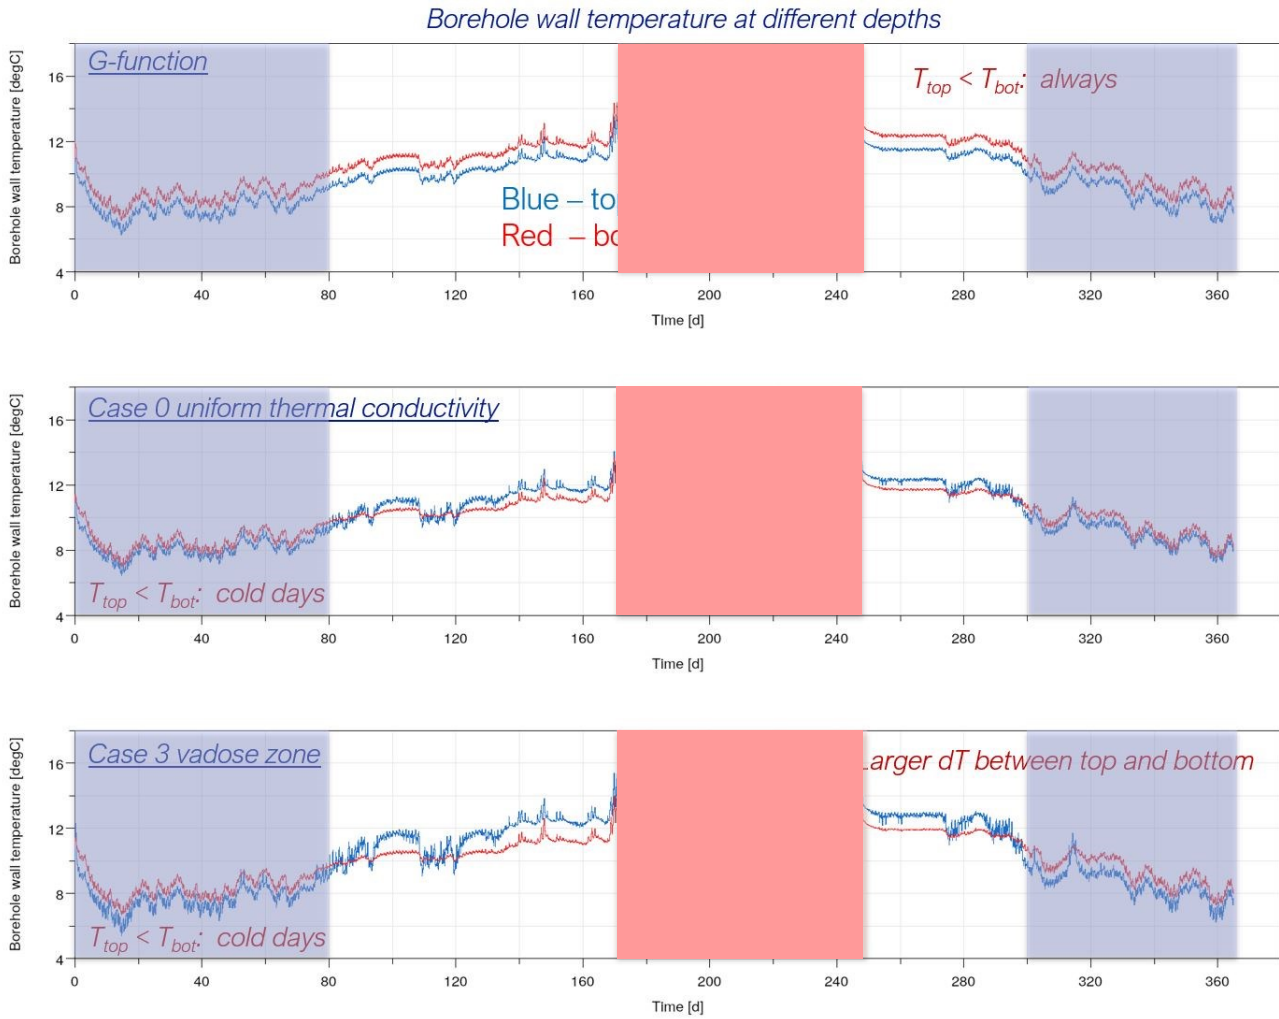 Borehole wall temperature at different depths
Borehole wall temperature [degC]
G-function
T_top < T_bot: always
Blue – to
Red – bo
16
12
8
4
0 40 80 120 160 200 240 280 320 360
TIme [d]
Borehole wall temperature [degC]
Case 0 uniform thermal conductivity
T_top < T_bot: cold days
16
12
8
4
0 40 80 120 160 200 240 280 320 360
Time [d]
Borehole wall temperature [degC]
Case 3 vadose zone
arger dT between top and bottom
T_top < T_bot: cold days
16
12
8
4
0 40 80 120 160 200 240 280 320 360
Time [d]